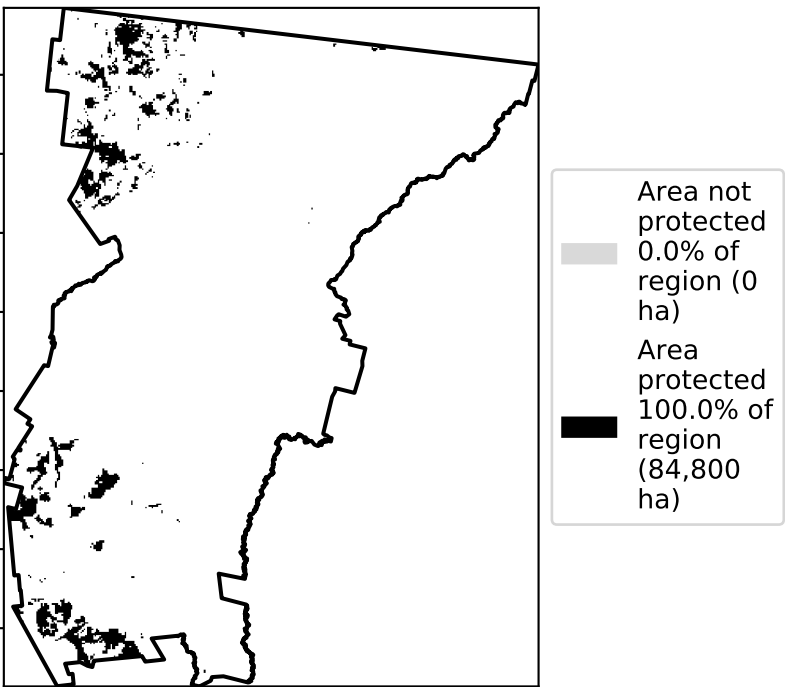 Area not
protected
0.0% of
region (0
ha)
Area
protected
100.0% of
region
(84,800
ha)